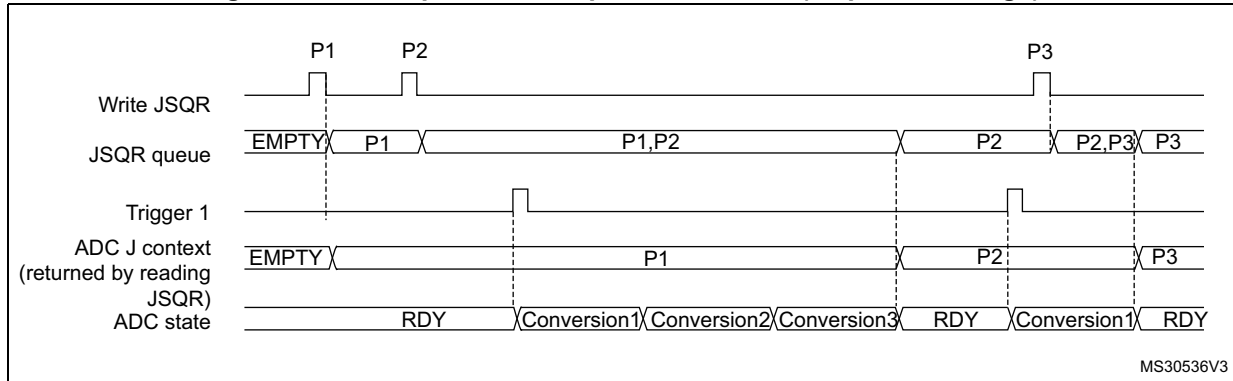 P1 P2 P3
Write JSQR
JSQR queue EMPTY P1 P1,P2 P2 P2,P3 P3
Trigger 1
ADC J context
(returned by reading
JSQR)
EMPTY P1 P2 P3
ADC state RDY Conversion1 Conversion2 Conversion3 RDY Conversion1 RDY
MS30536V3